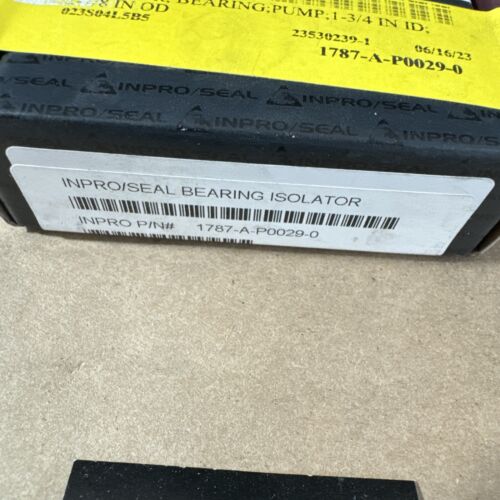 BEARING;PUMP;1-3/4 IN ID;
/8 IN OD
023S04L5B5
23530239-1 06/16/23
1787-A-P0029-0
INPRO/SEAL INPRO/SEAL
INPRO/SEAL INPRO/SEAL INPRO/SEAL
INPRO/SEAL BEARING ISOLATOR
INPRO P/N# 1787-A-P0029-0